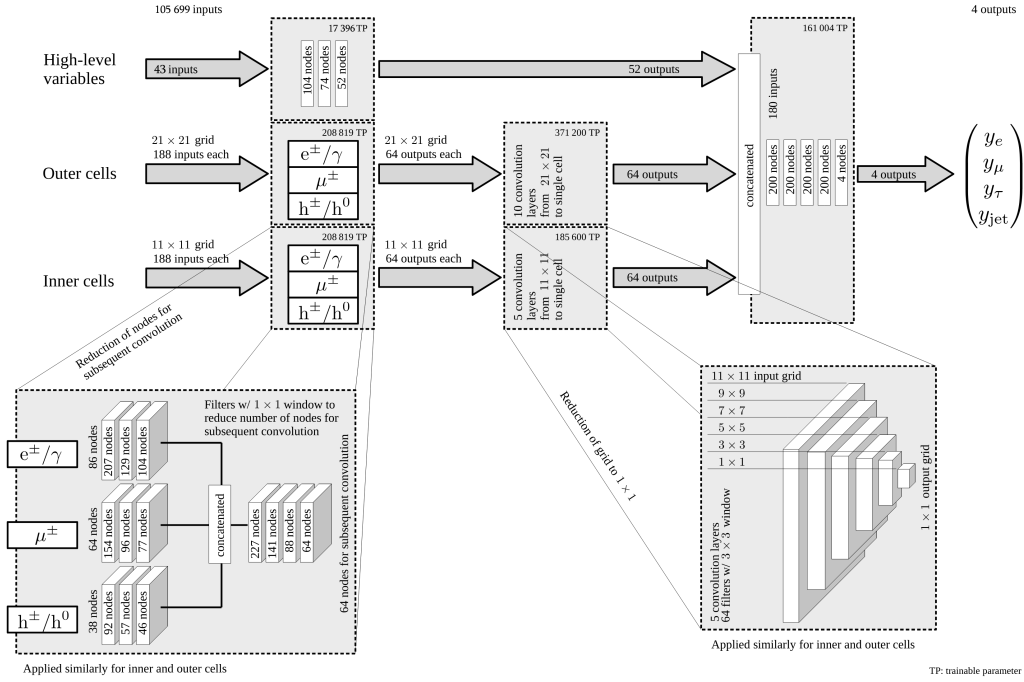 105 699 inputs
4 outputs
High-level
variables
43 inputs
17 396 TP
104 nodes
74 nodes
52 nodes
52 outputs
161 004 TP
concatenated
180 inputs
200 nodes
200 nodes
200 nodes
200 nodes
4 nodes
4 outputs
y_e
y_μ
y_τ
y_jet
Outer cells
21 × 21 grid
188 inputs each
208 819 TP
e^±/γ
μ^±
h^±/h^0
21 × 21 grid
64 outputs each
371 200 TP
10 convolution
layers
from 21 × 21
to single cell
64 outputs
Inner cells
11 × 11 grid
188 inputs each
208 819 TP
e^±/γ
μ^±
h^±/h^0
11 × 11 grid
64 outputs each
185 600 TP
5 convolution
layers
from 11 × 11
to single cell
64 outputs
Reduction of nodes for
subsequent convolution
Filters w/ 1 × 1 window to
reduce number of nodes for
subsequent convolution
e^±/γ
86 nodes
207 nodes
129 nodes
104 nodes
μ^±
64 nodes
154 nodes
96 nodes
77 nodes
h^±/h^0
38 nodes
92 nodes
57 nodes
46 nodes
concatenated
227 nodes
141 nodes
88 nodes
64 nodes
64 nodes for subsequent convolution
Applied similarly for inner and outer cells
Reduction of grid to 1 × 1
11 × 11 input grid
9 × 9
7 × 7
5 × 5
3 × 3
1 × 1
5 convolution layers
64 filters w/ 3 × 3 window
1 × 1 output grid
Applied similarly for inner and outer cells
TP: trainable parameter